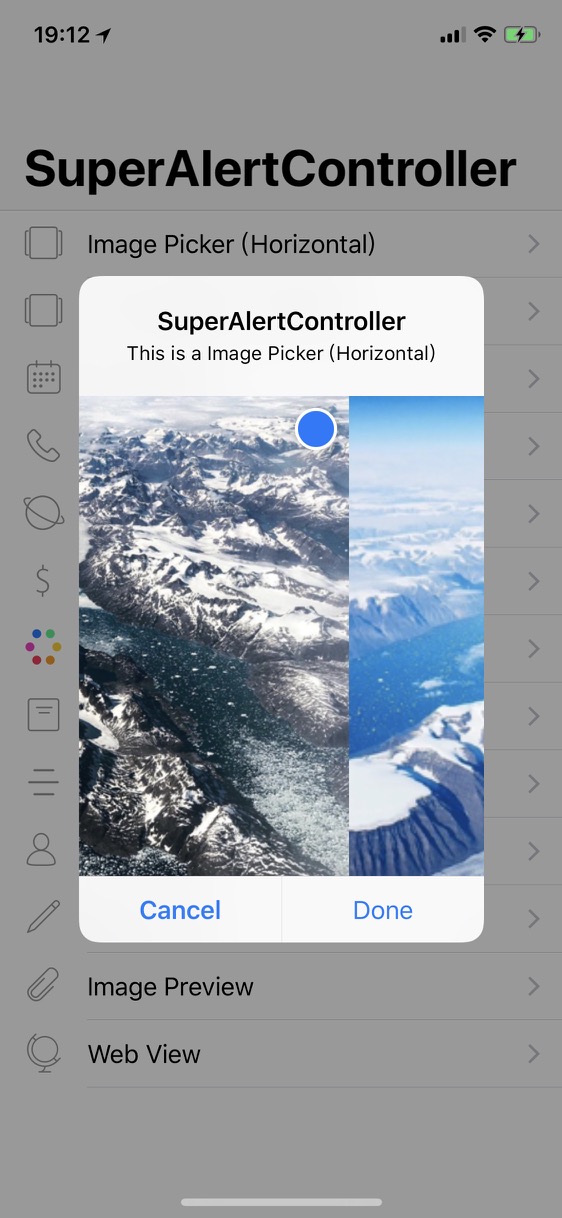 19:12
SuperAlertController
Image Picker (Horizontal)
SuperAlertController
This is a Image Picker (Horizontal)
$
Cancel
Done
Image Preview
Web View